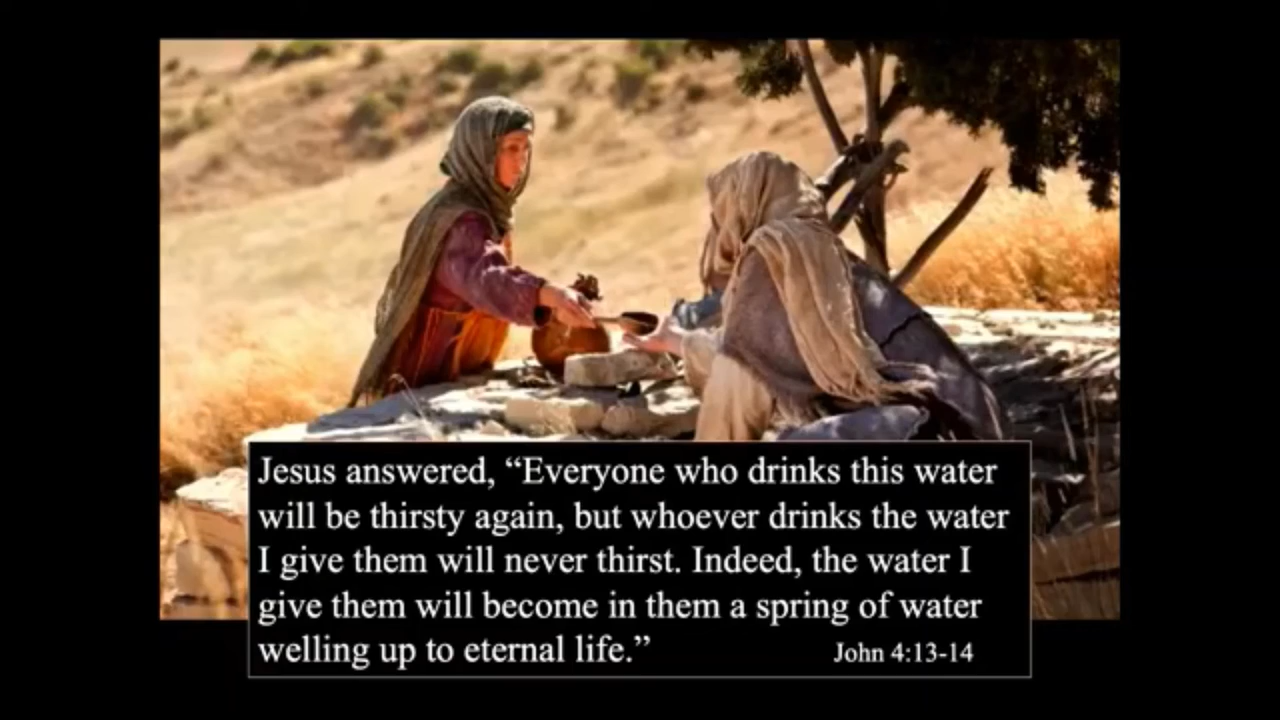 Jesus answered, “Everyone who drinks this water
will be thirsty again, but whoever drinks the water
I give them will never thirst. Indeed, the water I
give them will become in them a spring of water
welling up to eternal life.” John 4:13-14